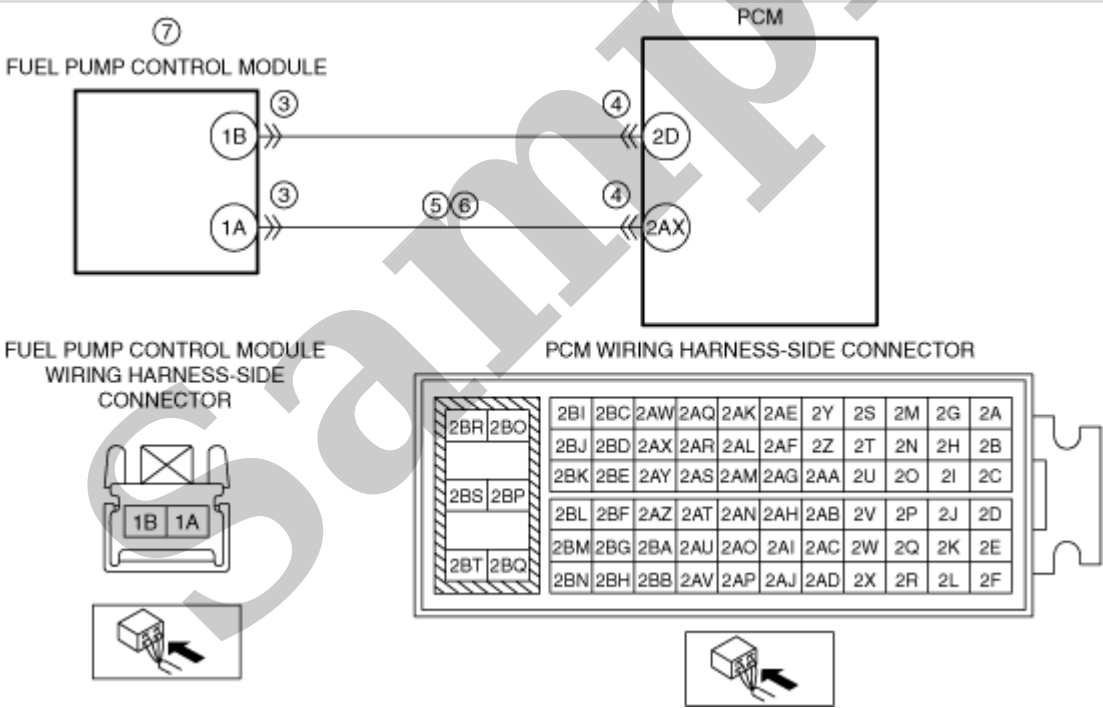 PCM
⑦
FUEL PUMP CONTROL MODULE
③ ④
1B 2D
③ ⑤⑥ ④
1A 2AX
FUEL PUMP CONTROL MODULE
WIRING HARNESS-SIDE
CONNECTOR
1B 1A
PCM WIRING HARNESS-SIDE CONNECTOR
2BR 2BO
2BS 2BP
2BT 2BQ
2BI 2BC 2AW 2AQ 2AK 2AE 2Y 2S 2M 2G 2A
2BJ 2BD 2AX 2AR 2AL 2AF 2Z 2T 2N 2H 2B
2BK 2BE 2AY 2AS 2AM 2AG 2AA 2U 2O 2I 2C
2BL 2BF 2AZ 2AT 2AN 2AH 2AB 2V 2P 2J 2D
2BM 2BG 2BA 2AU 2AO 2AI 2AC 2W 2Q 2K 2E
2BN 2BH 2BB 2AV 2AP 2AJ 2AD 2X 2R 2L 2F
Sampl